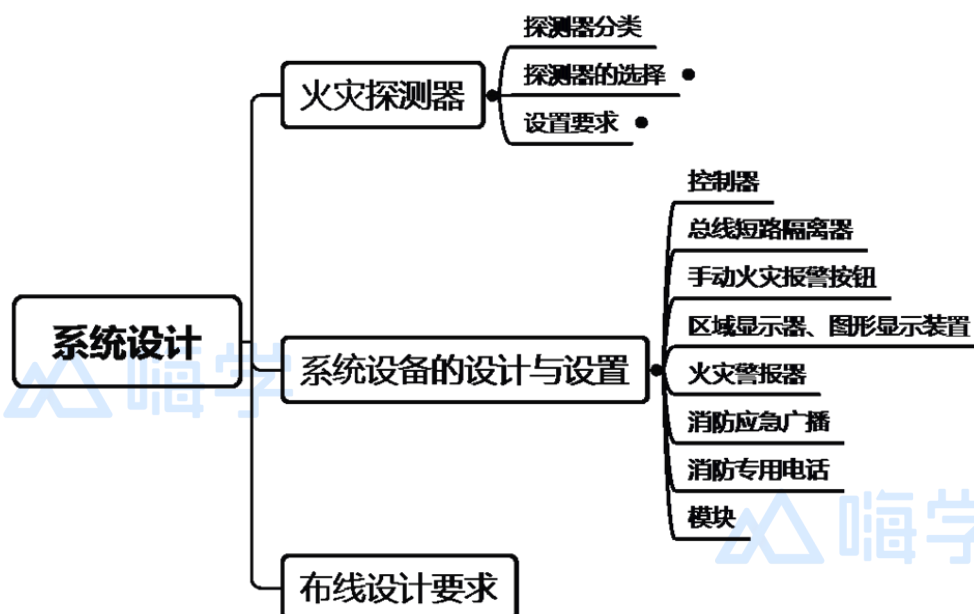 系统设计
火灾探测器
探测器分类
探测器的选择
设置要求
系统设备的设计与设置
控制器
总线短路隔离器
手动火灾报警按钮
区域显示器、图形显示装置
火灾警报器
消防应急广播
消防专用电话
模块
布线设计要求
嗨学
嗨学